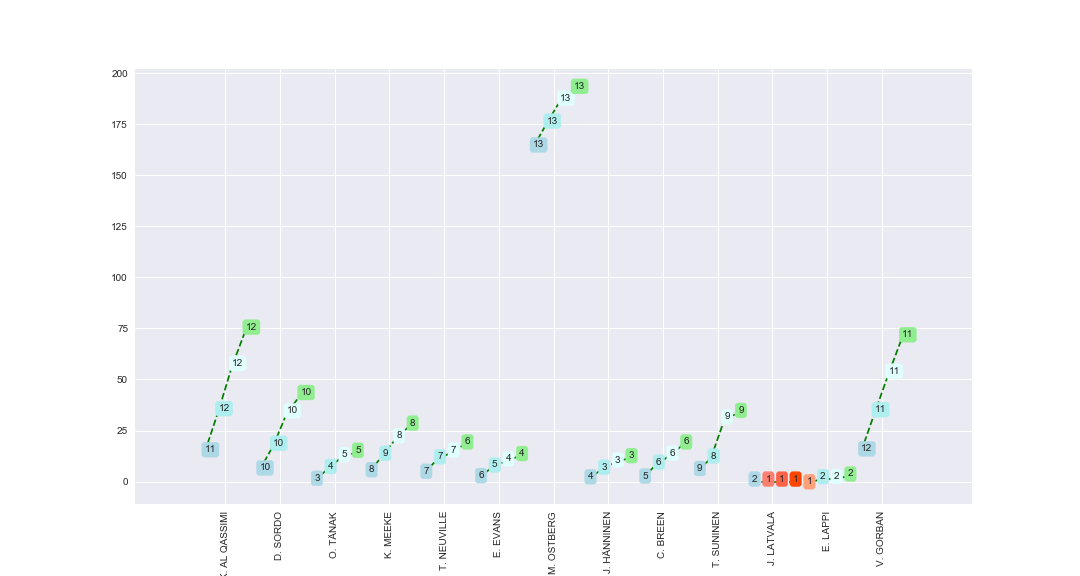 200
175
150
125
100
75
50
25
0
11 12 12 12
10 10 10 10
3 4 5 5
8 9 8 8
7 7 7 6
6 5 4 4
13 13 13 13
4 3 3 3
5 6 6 6
9 8 9 9
2 1 1 1
1 2 2 2
12 11 11 11
K. AL QASSIMI
D. SORDO
O. TÄNAK
K. MEEKE
T. NEUVILLE
E. EVANS
M. OSTBERG
J. HÄNNINEN
C. BREEN
T. SUNINEN
J. LATVALA
E. LAPPI
V. GORBAN